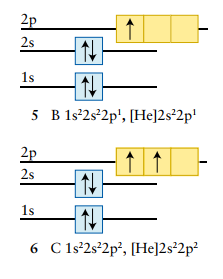 2p
2s
1s
5 B 1s²2s²2p¹, [He]2s²2p¹
2p
2s
1s
6 C 1s²2s²2p², [He]2s²2p²